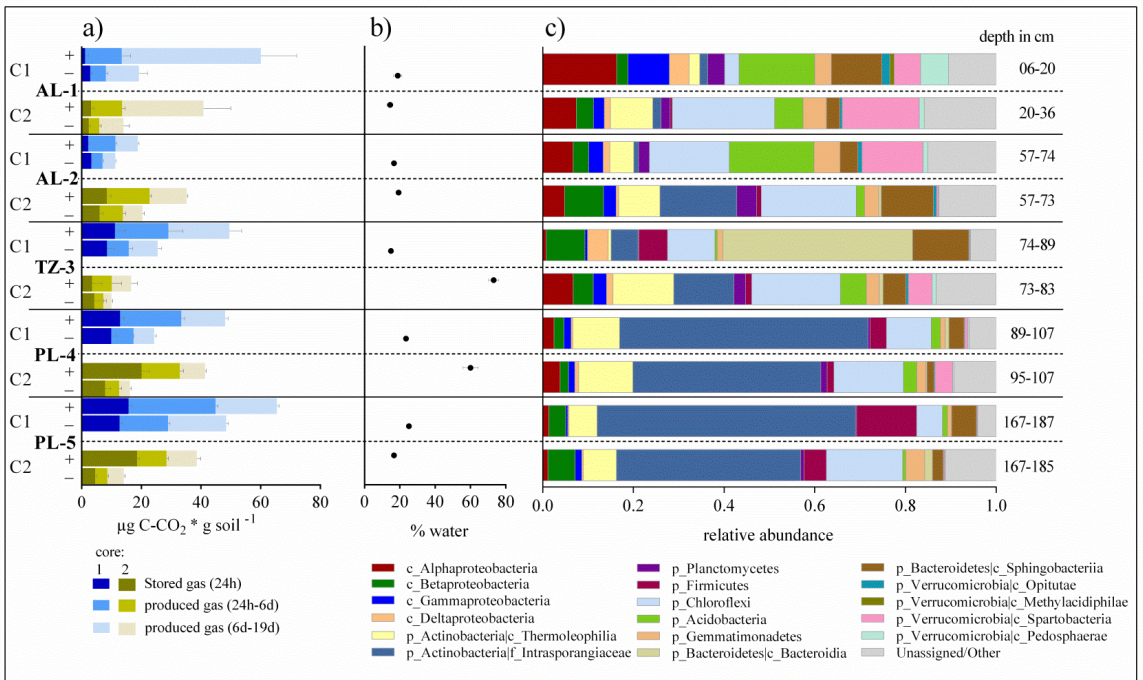 a)
b)
c)
depth in cm
C1
+
−
AL-1
C2
+
−
C1
+
−
AL-2
C2
+
−
C1
+
−
TZ-3
C2
+
−
C1
+
−
PL-4
C2
+
−
C1
+
−
PL-5
C2
+
−
06-20
20-36
57-74
57-73
74-89
73-83
89-107
95-107
167-187
167-185
0 20 40 60 80
µg C-CO2 * g soil -1
0 20 40 60 80
% water
0.0 0.2 0.4 0.6 0.8 1.0
relative abundance
core:
1 2
Stored gas (24h)
produced gas (24h-6d)
produced gas (6d-19d)
c_Alphaproteobacteria
c_Betaproteobacteria
c_Gammaproteobacteria
c_Deltaproteobacteria
p_Actinobacteria|c_Thermoleophilia
p_Actinobacteria|f_Intrasporangiaceae
p_Planctomycetes
p_Firmicutes
p_Chloroflexi
p_Acidobacteria
p_Gemmatimonadetes
p_Bacteroidetes|c_Bacteroidia
p_Bacteroidetes|c_Sphingobacteriia
p_Verrucomicrobia|c_Opitutae
p_Verrucomicrobia|c_Methylacidiphilae
p_Verrucomicrobia|c_Spartobacteria
p_Verrucomicrobia|c_Pedosphaerae
Unassigned/Other